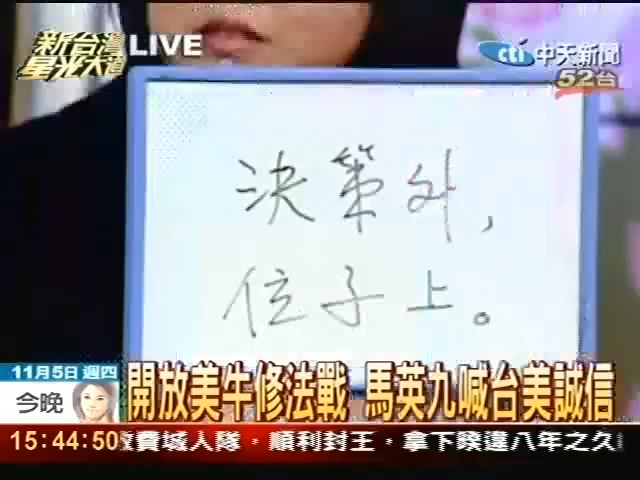 新台灣
星光大道
LIVE
cti 中天新聞
52台
決策外,
位子上。
11月5日 週四
今晚
開放美牛修法戰 馬英九喊台美誠信
15:44:50
費城人隊,順利封王,拿下睽違八年之久